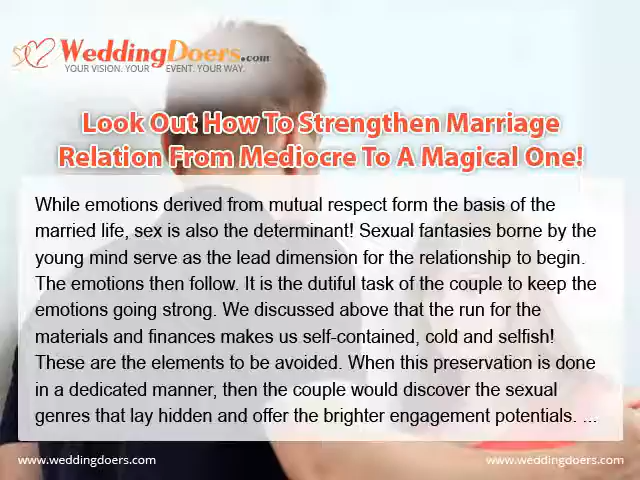 WeddingDoers.com
YOUR VISION. YOUR EVENT. YOUR WAY.
Look Out How To Strengthen Marriage
Relation From Mediocre To A Magical One!
While emotions derived from mutual respect form the basis of the
married life, sex is also the determinant! Sexual fantasies borne by the
young mind serve as the lead dimension for the relationship to begin.
The emotions then follow. It is the dutiful task of the couple to keep the
emotions going strong. We discussed above that the run for the
materials and finances makes us self-contained, cold and selfish!
These are the elements to be avoided. When this preservation is done
in a dedicated manner, then the couple would discover the sexual
genres that lay hidden and offer the brighter engagement potentials. ...
www.weddingdoers.com
www.weddingdoers.com